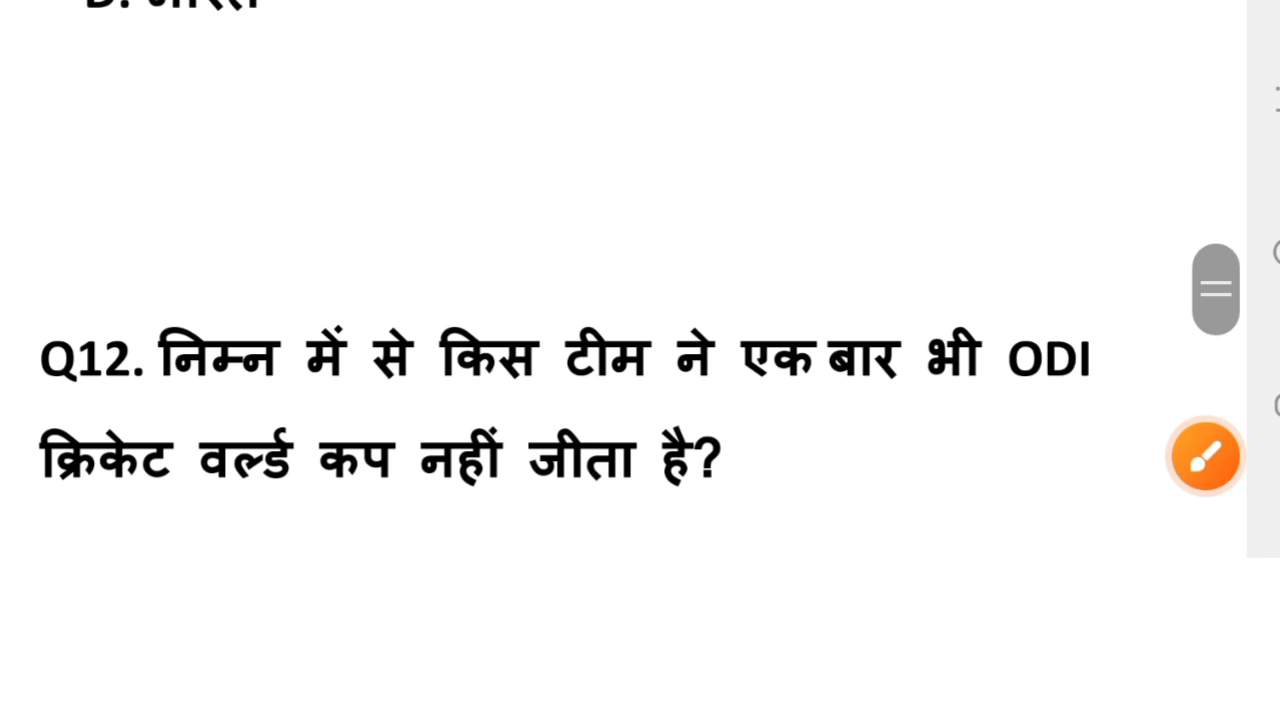 Q12. निम्न में से किस टीम ने एक बार भी ODI
क्रिकेट वर्ल्ड कप नहीं जीता है?